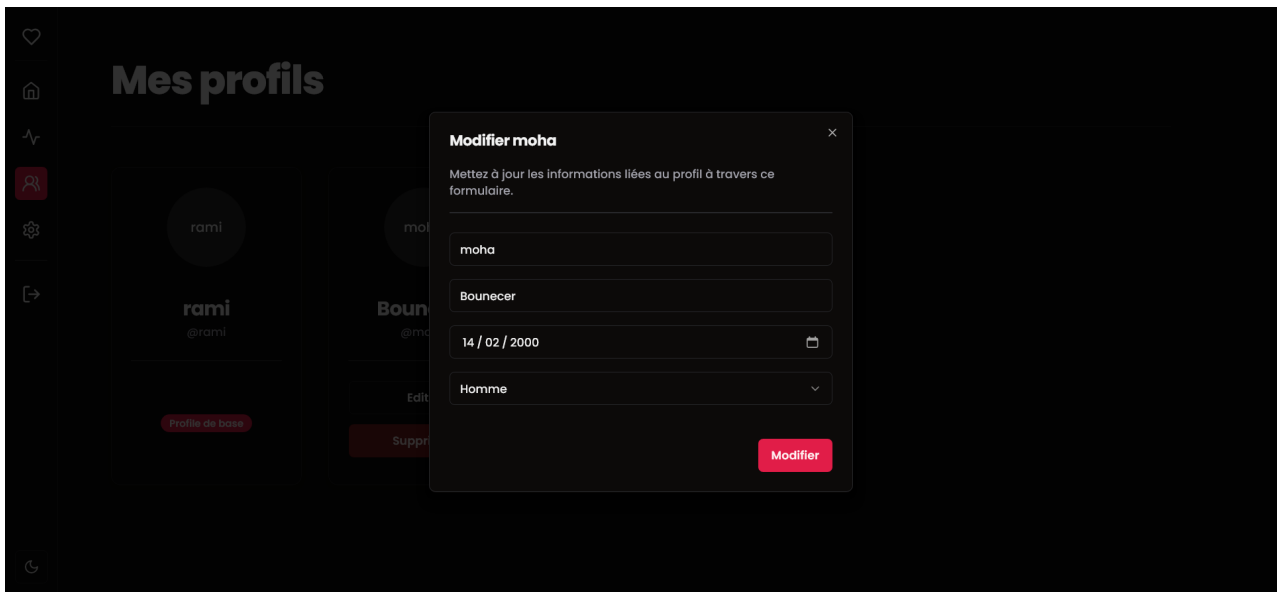 Mes profils
Modifier moha
Mettez à jour les informations liées au profil à travers ce
formulaire.
moha
Bounecer
14 / 02 / 2000
Homme
Modifier
rami
rami
@rami
Profile de base